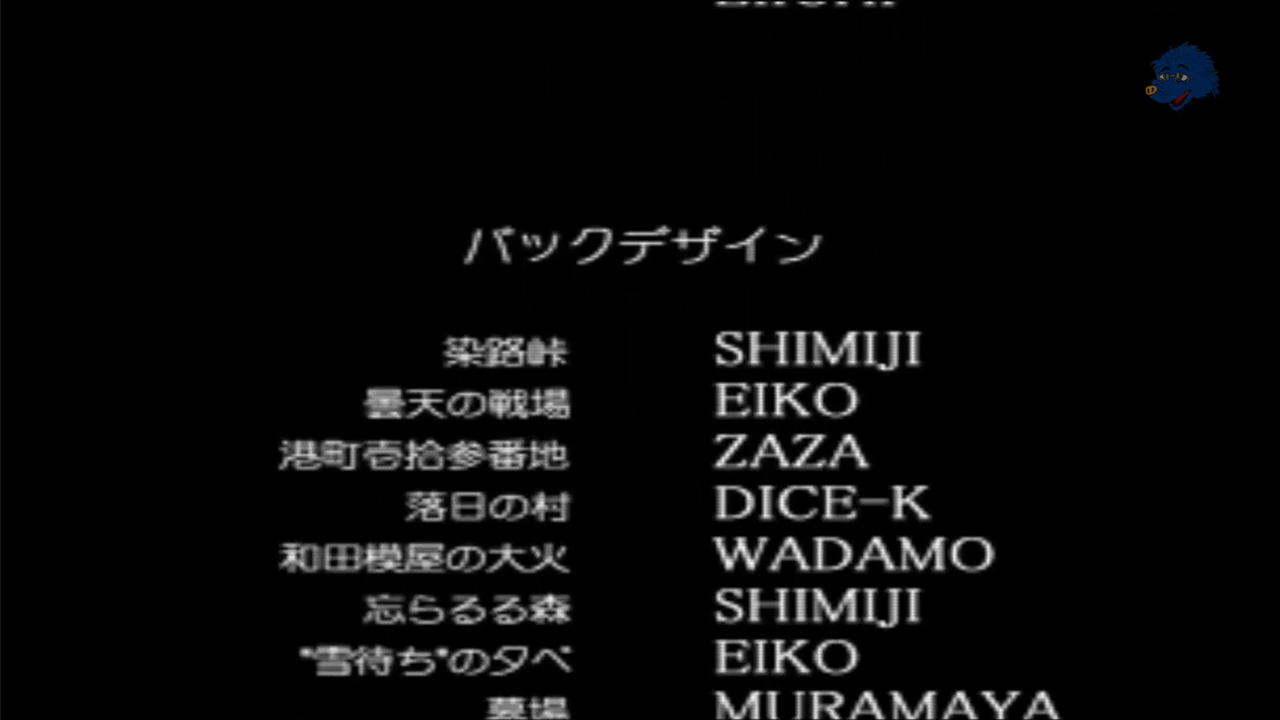 バックデザイン
染路峠 SHIMIJI
曇天の戦場 EIKO
港町壱拾参番地 ZAZA
落日の村 DICE-K
和田模屋の大火 WADAMO
忘らるる森 SHIMIJI
"雪待ち"の夕べ EIKO
墓場 MURAMAYA